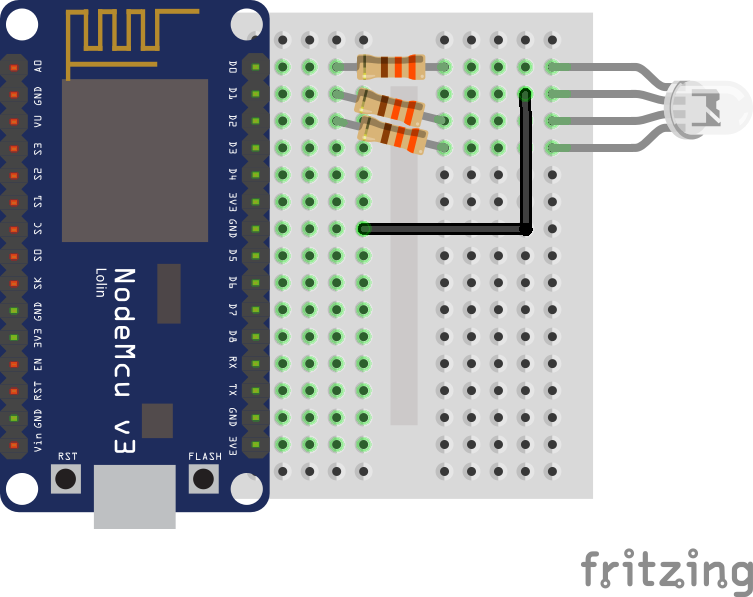 A0
GND
VU
S3
S2
S1
SC
SO
SK
GND
3V3
EN
RST
GND
Vin
D0
D1
D2
D3
D4
3V3
GND
D5
D6
D7
D8
RX
TX
GND
3V3
NodeMcu v3
Lolin
RST
FLASH
fritzing